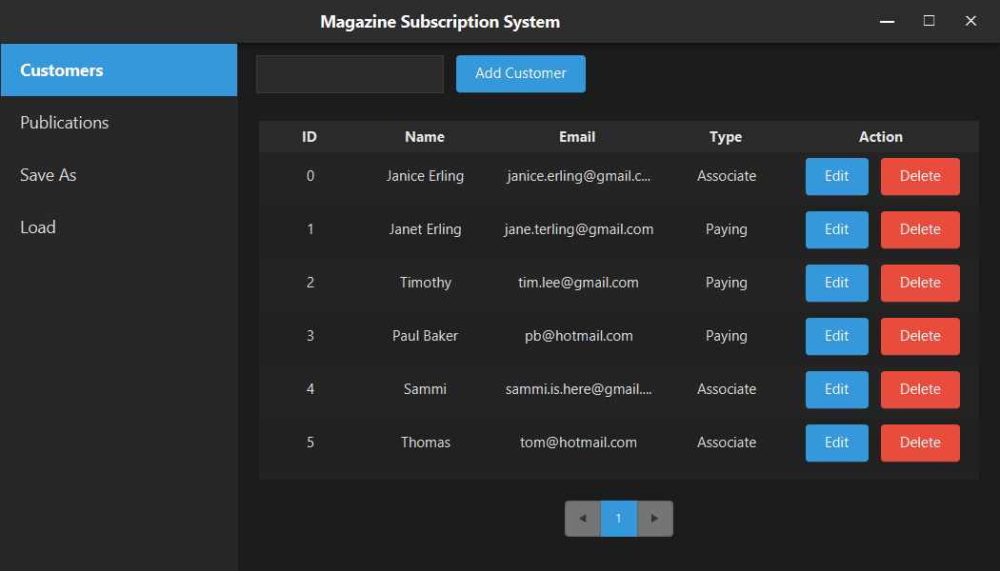 Magazine Subscription System
Customers
Publications
Save As
Load
Add Customer
ID Name Email Type Action
0 Janice Erling janice.erling@gmail.c... Associate Edit Delete
1 Janet Erling jane.terling@gmail.com Paying Edit Delete
2 Timothy tim.lee@gmail.com Paying Edit Delete
3 Paul Baker pb@hotmail.com Paying Edit Delete
4 Sammi sammi.is.here@gmail.... Associate Edit Delete
5 Thomas tom@hotmail.com Associate Edit Delete
1